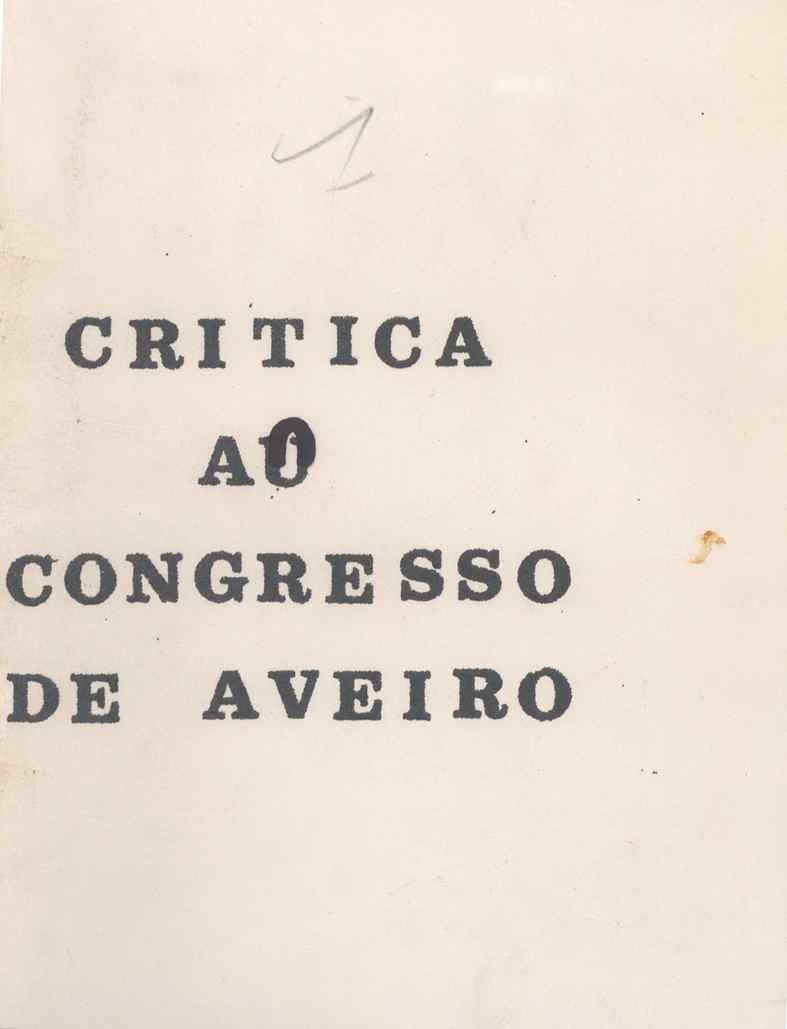 1
CRITICA
AO
CONGRESSO
DE AVEIRO